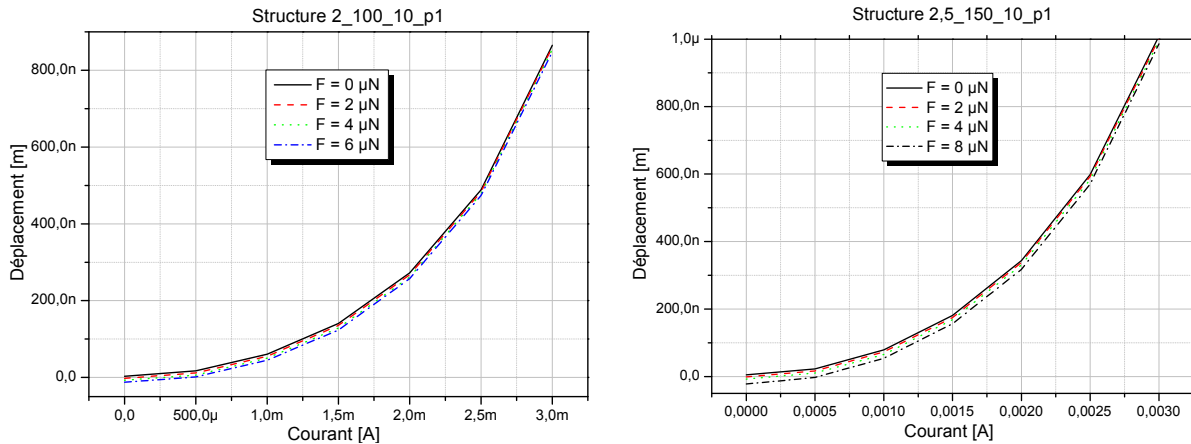 Structure 2_100_10_p1
800,0n
600,0n
400,0n
200,0n
0,0
Déplacement [m]
F = 0 µN
F = 2 µN
F = 4 µN
F = 6 µN
0,0 500,0µ 1,0m 1,5m 2,0m 2,5m 3,0m
Courant [A]
Structure 2,5_150_10_p1
1,0µ
800,0n
600,0n
400,0n
200,0n
0,0
Déplacement [m]
F = 0 µN
F = 2 µN
F = 4 µN
F = 8 µN
0,0000 0,0005 0,0010 0,0015 0,0020 0,0025 0,0030
Courant [A]